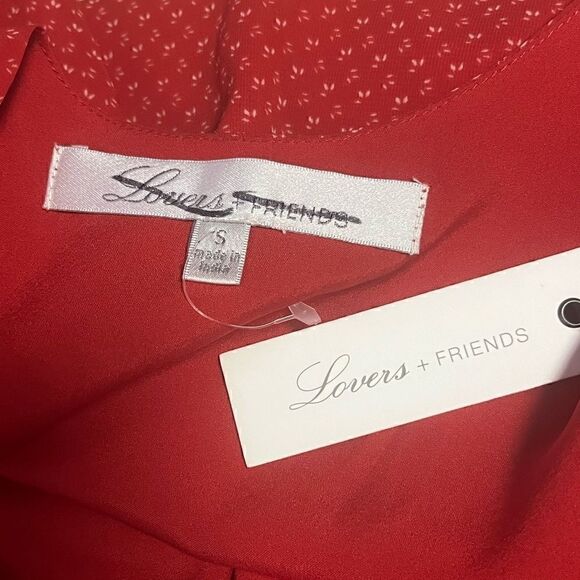 Lovers + FRIENDS
S
made in
india
Lovers + FRIENDS